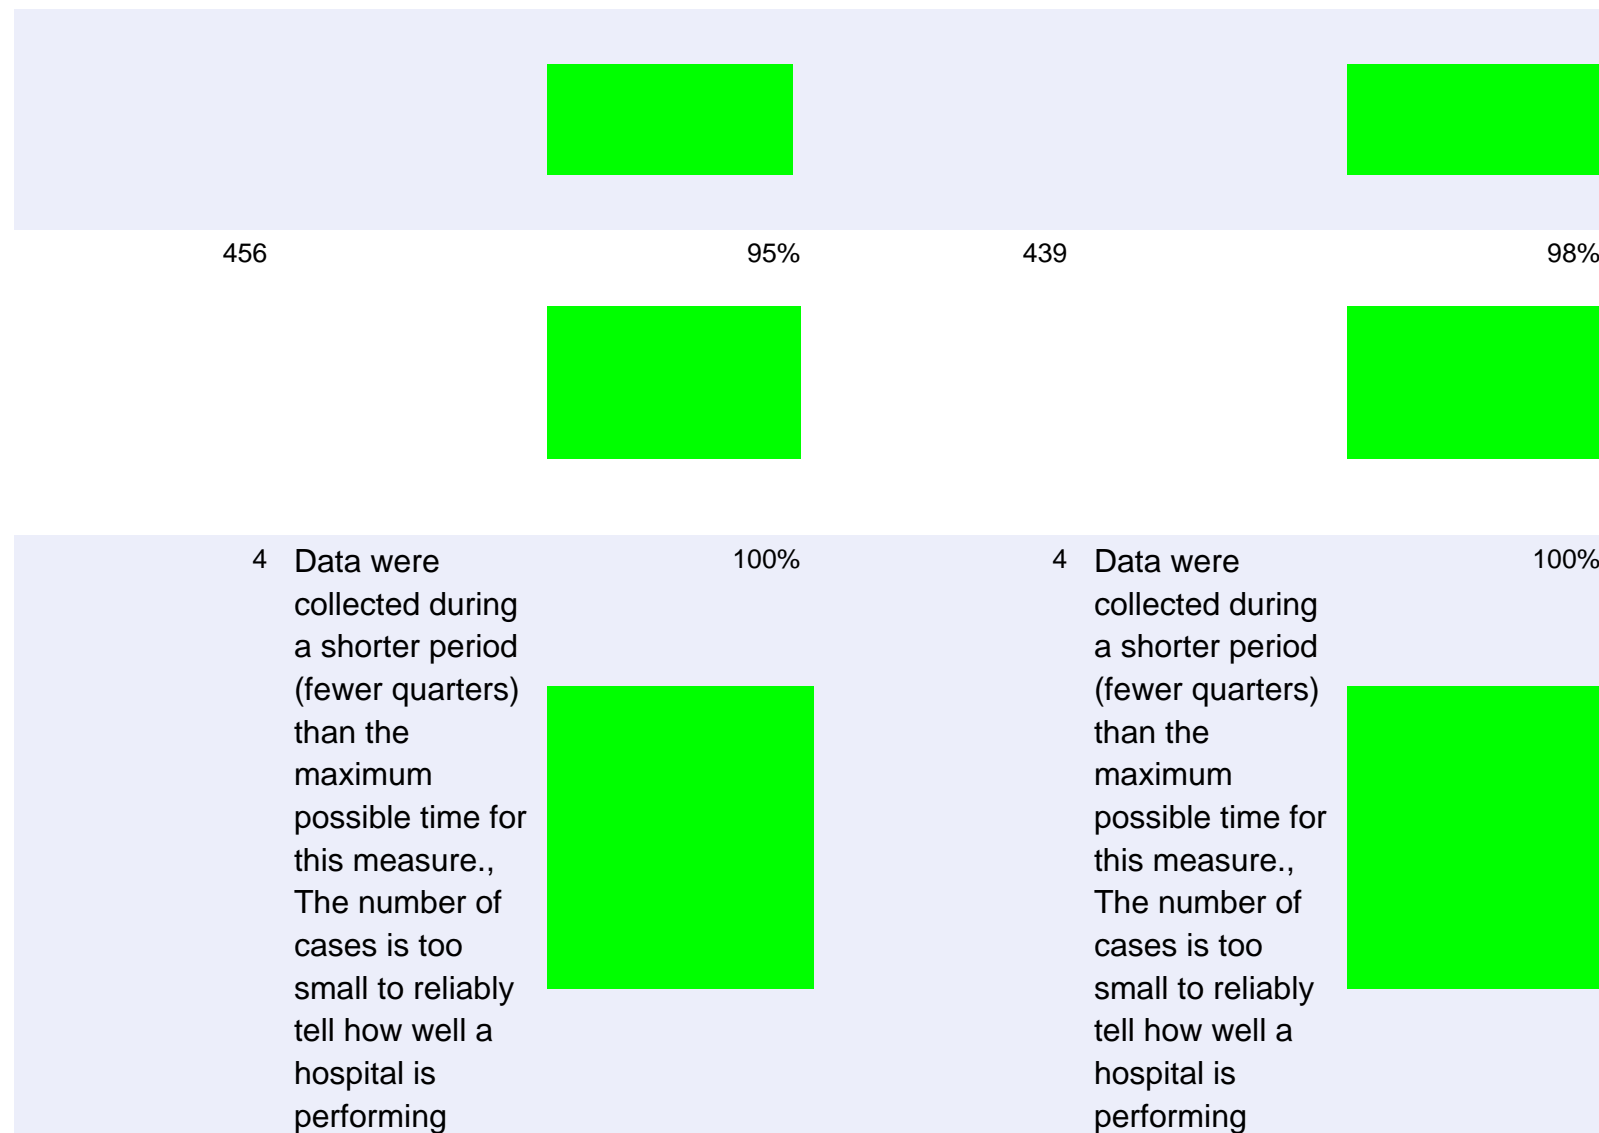 456 95% 439 98%
4 Data were 100% 4 Data were 100%
collected during collected during
a shorter period a shorter period
(fewer quarters) (fewer quarters)
than the than the
maximum maximum
possible time for possible time for
this measure., this measure.,
The number of The number of
cases is too cases is too
small to reliably small to reliably
tell how well a tell how well a
hospital is hospital is
performing performing